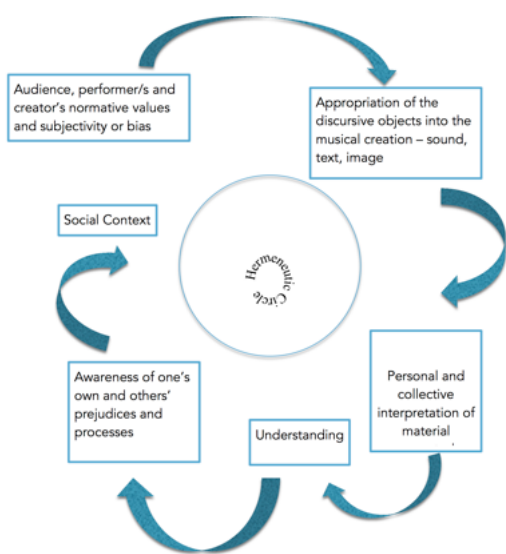 Audience, performer/s and
creator's normative values
and subjectivity or bias
Appropriation of the
discursive objects into the
musical creation – sound,
text, image
Social Context
Hermeneutic Circle
Awareness of one's
own and others'
prejudices and
processes
Understanding
Personal and
collective
interpretation of
material
.